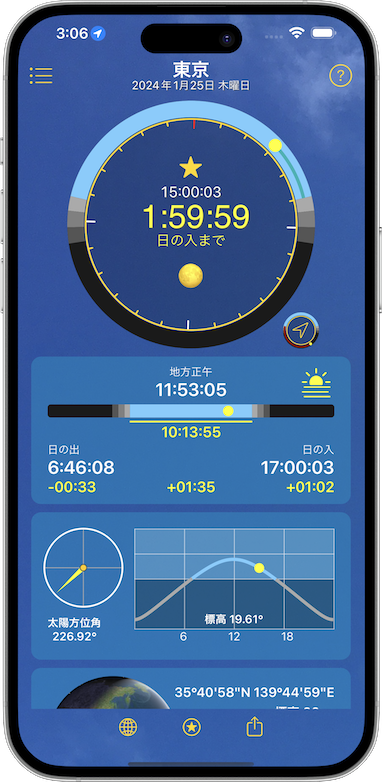 3:06
東京
2024年1月25日 木曜日
?
15:00:03
1:59:59
日の入まで
地方正午
11:53:05
10:13:55
日の出 日の入
6:46:08 17:00:03
-00:33 +01:35 +01:02
太陽方位角
226.92°
標高 19.61°
6 12 18
35°40'58"N 139°44'59"E